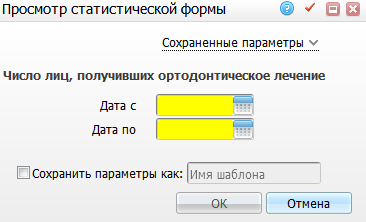 Просмотр статистической формы
Сохраненные параметры
Число лиц, получивших ортодонтическое лечение
Дата с
Дата по
Сохранить параметры как: Имя шаблона
OK Отмена